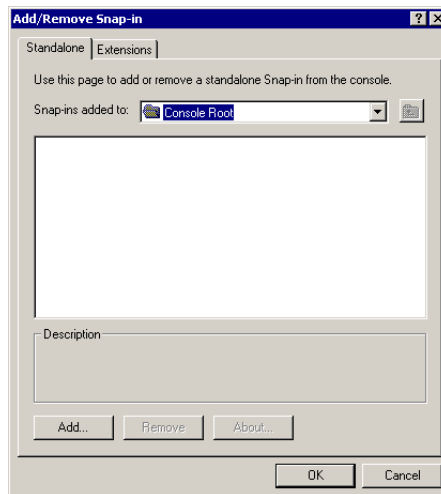 Add/Remove Snap-in
Standalone Extensions
Use this page to add or remove a standalone Snap-in from the console.
Snap-ins added to: Console Root
Description
Add... Remove About...
OK Cancel